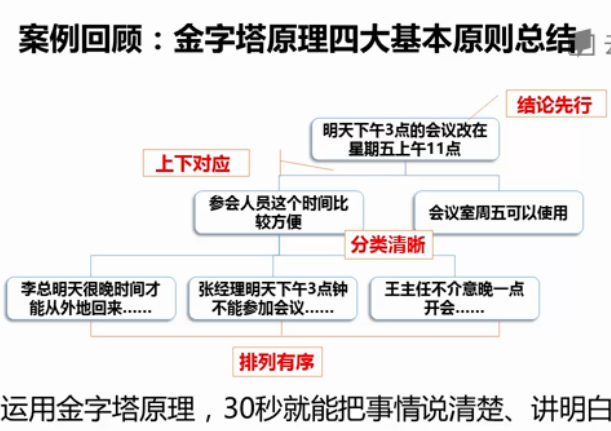 案例回顾：金字塔原理四大基本原则总结
结论先行
明天下午3点的会议改在
星期五上午11点
上下对应
参会人员这个时间比
较方便
会议室周五可以使用
分类清晰
李总明天很晚时间才
能从外地回来……
张经理明天下午3点钟
不能参加会议……
王主任不介意晚一点
开会……
排列有序
运用金字塔原理，30秒就能把事情说清楚、讲明白